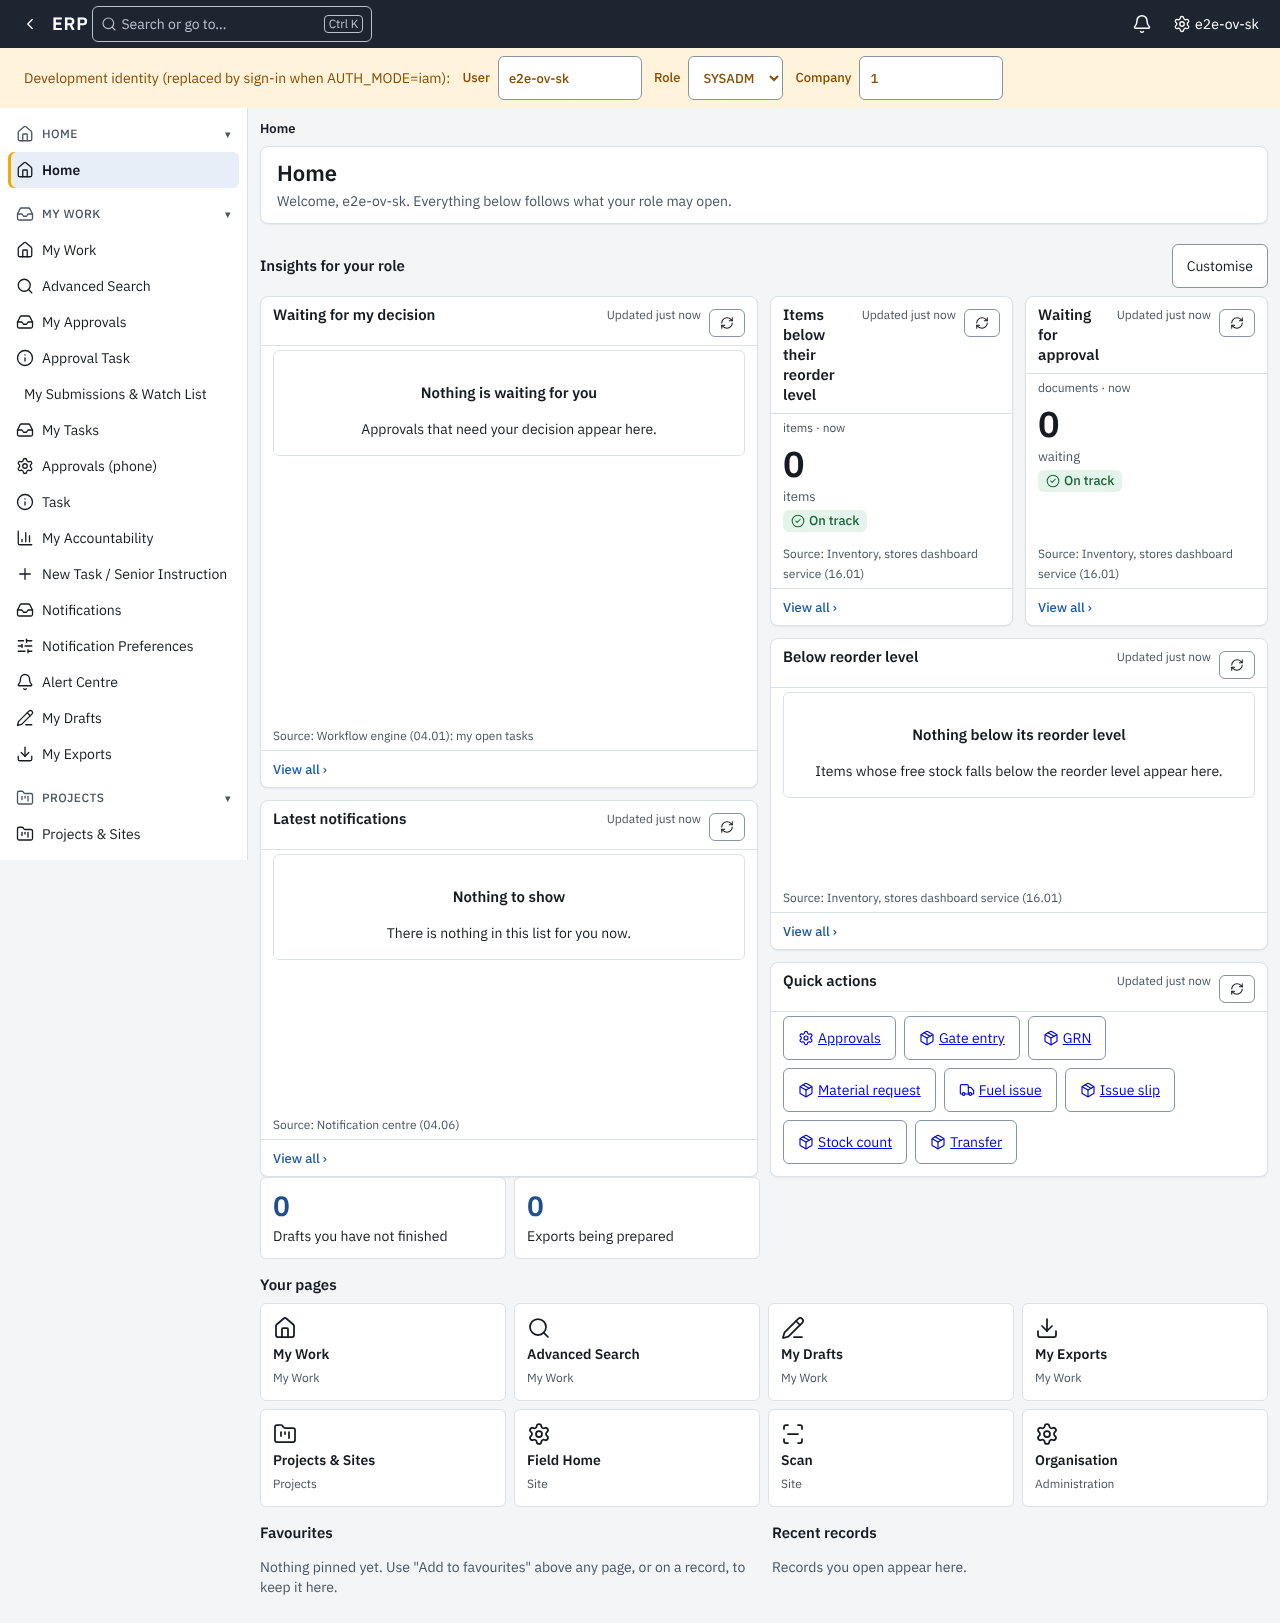 ERP
Search or go to...
Ctrl K
e2e-ov-sk
Development identity (replaced by sign-in when AUTH_MODE=iam):
User
e2e-ov-sk
Role
SYSADM
Company
1
HOME
Home
MY WORK
My Work
Advanced Search
My Approvals
Approval Task
My Submissions & Watch List
My Tasks
Approvals (phone)
Task
My Accountability
New Task / Senior Instruction
Notifications
Notification Preferences
Alert Centre
My Drafts
My Exports
PROJECTS
Projects & Sites
Home
Home
Welcome, e2e-ov-sk. Everything below follows what your role may open.
Insights for your role
Customise
Waiting for my decision
Updated just now
Nothing is waiting for you
Approvals that need your decision appear here.
Source: Workflow engine (04.01): my open tasks
View all ›
Items
below
their
reorder
level
Updated just now
items · now
0
items
On track
Source: Inventory, stores dashboard
service (16.01)
View all ›
Waiting
for
approval
Updated just now
documents · now
0
waiting
On track
Source: Inventory, stores dashboard
service (16.01)
View all ›
Below reorder level
Updated just now
Nothing below its reorder level
Items whose free stock falls below the reorder level appear here.
Source: Inventory, stores dashboard service (16.01)
View all ›
Latest notifications
Updated just now
Nothing to show
There is nothing in this list for you now.
Source: Notification centre (04.06)
View all ›
Quick actions
Updated just now
Approvals
Gate entry
GRN
Material request
Fuel issue
Issue slip
Stock count
Transfer
0
Drafts you have not finished
0
Exports being prepared
Your pages
My Work
My Work
Advanced Search
My Work
My Drafts
My Work
My Exports
My Work
Projects & Sites
Projects
Field Home
Site
Scan
Site
Organisation
Administration
Favourites
Nothing pinned yet. Use "Add to favourites" above any page, or on a record, to
keep it here.
Recent records
Records you open appear here.